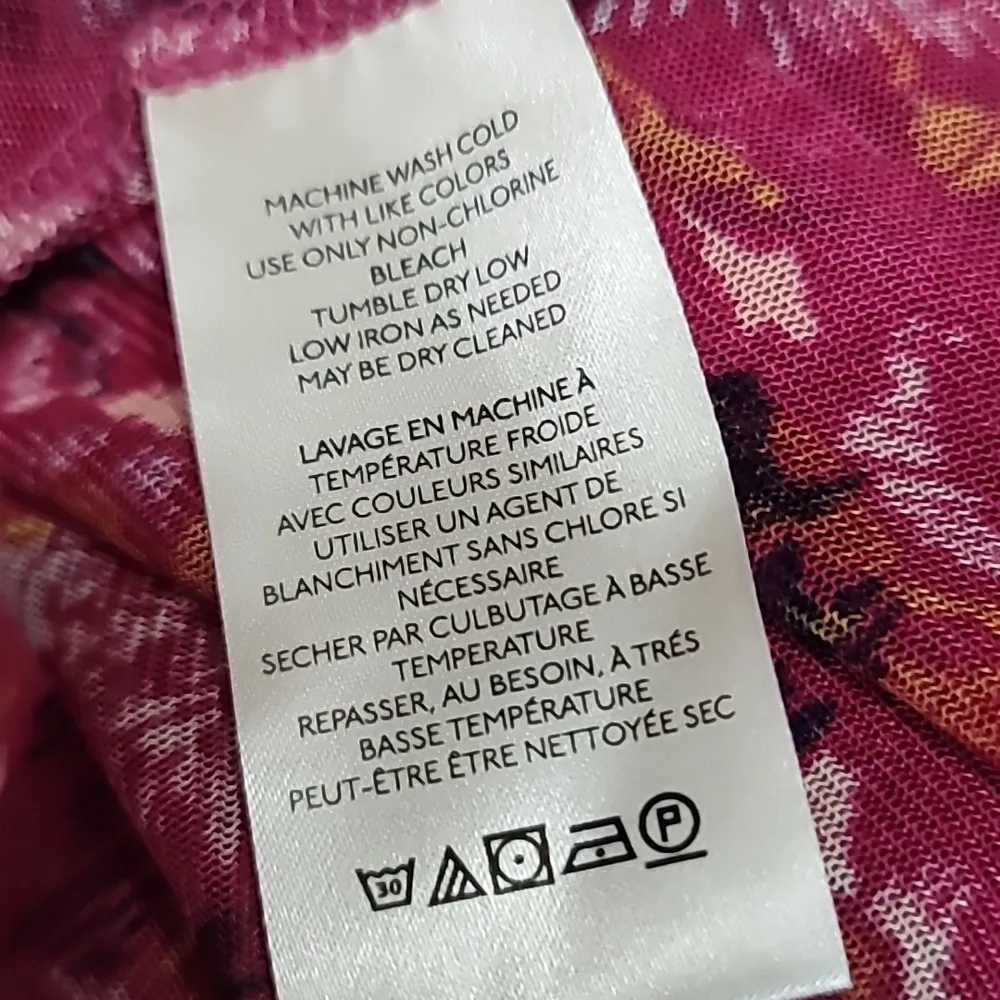 MACHINE WASH COLD
WITH LIKE COLORS
USE ONLY NON-CHLORINE
BLEACH
TUMBLE DRY LOW
LOW IRON AS NEEDED
MAY BE DRY CLEANED
LAVAGE EN MACHINE À
TEMPÉRATURE FROIDE
AVEC COULEURS SIMILAIRES
UTILISER UN AGENT DE
BLANCHIMENT SANS CHLORE SI
NÉCESSAIRE
SECHER PAR CULBUTAGE À BASSE
TEMPERATURE
REPASSER, AU BESOIN, À TRÉS
BASSE TEMPÉRATURE
PEUT-ÊTRE ÊTRE NETTOYÉE SEC
30 P